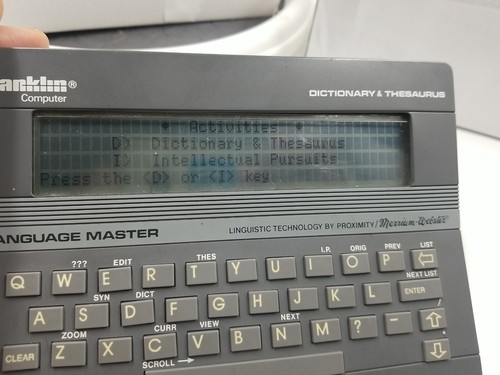 anklin®
Computer
DICTIONARY & THESAURUS
* Activities *
D> Dictionary & Thesaurus
I> Intellectual Pursuits
Press the <D> or <I> key
ANGUAGE MASTER
LINGUISTIC TECHNOLOGY BY PROXIMITY/Merriam-Webster
??? EDIT THES I.P. ORIG PREV LIST
Q W E R T Y U I O P
SYN DICT NEXT LIST
A S D F G H J K L ENTER
ZOOM CURR VIEW NEXT /
CLEAR Z X C V B N M ? –
SCROLL